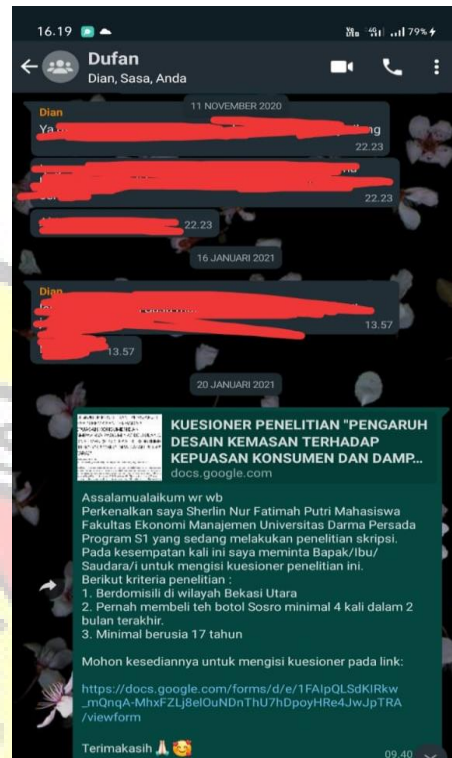 16.19
79%
Dufan
Dian, Sasa, Anda
11 NOVEMBER 2020
Dian
22.23
22.23
22.23
16 JANUARI 2021
Dian
13.57
13.57
20 JANUARI 2021
KUESIONER PENELITIAN "PENGARUH
DESAIN KEMASAN TERHADAP
KEPUASAN KONSUMEN DAN DAMP...
docs.google.com
Assalamualaikum wr wb
Perkenalkan saya Sherlin Nur Fatimah Putri Mahasiswa
Fakultas Ekonomi Manajemen Universitas Darma Persada
Program S1 yang sedang melakukan penelitian skripsi.
Pada kesempatan kali ini saya meminta Bapak/Ibu/
Saudara/i untuk mengisi kuesioner penelitian ini.
Berikut kriteria penelitian :
1. Berdomisili di wilayah Bekasi Utara
2. Pernah membeli teh botol Sosro minimal 4 kali dalam 2
bulan terakhir.
3. Minimal berusia 17 tahun
Mohon kesediannya untuk mengisi kuesioner pada link:
https://docs.google.com/forms/d/e/1FAIpQLSdKIRkw
_mQnqA-MhxFZLj8elOuNDnThU7hDpoyHRe4JwJpTRA
/viewform
Terimakasih 🙏🏻 🥰
09.40